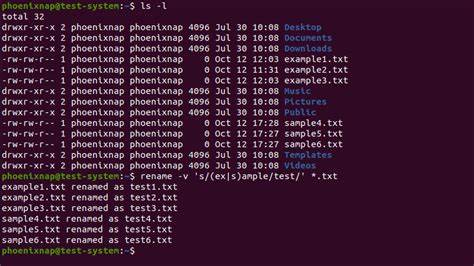 phoenixnap@test-system:~$ ls -l
total 32
drwxr-xr-x 2 phoenixnap phoenixnap 4096 Jul 30 10:08 Desktop
drwxr-xr-x 2 phoenixnap phoenixnap 4096 Jul 30 10:08 Documents
drwxr-xr-x 2 phoenixnap phoenixnap 4096 Jul 30 10:08 Downloads
-rw-rw-r-- 1 phoenixnap phoenixnap 0 Oct 12 12:03 example1.txt
-rw-rw-r-- 1 phoenixnap phoenixnap 0 Oct 12 11:31 example2.txt
-rw-rw-r-- 1 phoenixnap phoenixnap 0 Oct 12 12:03 example3.txt
drwxr-xr-x 2 phoenixnap phoenixnap 4096 Jul 30 10:08 Music
drwxr-xr-x 2 phoenixnap phoenixnap 4096 Jul 30 10:08 Pictures
drwxr-xr-x 2 phoenixnap phoenixnap 4096 Jul 30 10:08 Public
-rw-rw-r-- 1 phoenixnap phoenixnap 0 Oct 12 17:28 sample4.txt
-rw-rw-r-- 1 phoenixnap phoenixnap 0 Oct 12 17:28 sample5.txt
-rw-rw-r-- 1 phoenixnap phoenixnap 0 Oct 12 17:28 sample6.txt
drwxr-xr-x 2 phoenixnap phoenixnap 4096 Jul 30 10:08 Templates
drwxr-xr-x 2 phoenixnap phoenixnap 4096 Jul 30 10:08 Videos
phoenixnap@test-system:~$ rename -v 's/(ex|s)ample/test/' *.txt
example1.txt renamed as test1.txt
example2.txt renamed as test2.txt
example3.txt renamed as test3.txt
sample4.txt renamed as test4.txt
sample5.txt renamed as test5.txt
sample6.txt renamed as test6.txt
phoenixnap@test-system:~$